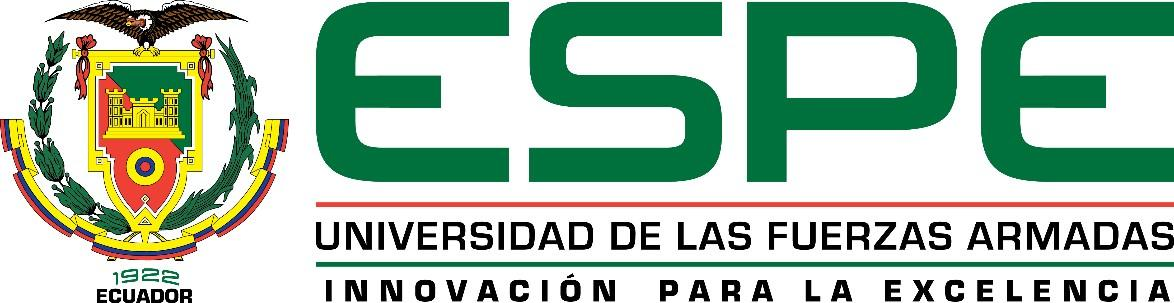 ESPE
UNIVERSIDAD DE LAS FUERZAS ARMADAS
INNOVACIÓN PARA LA EXCELENCIA
1922
ECUADOR